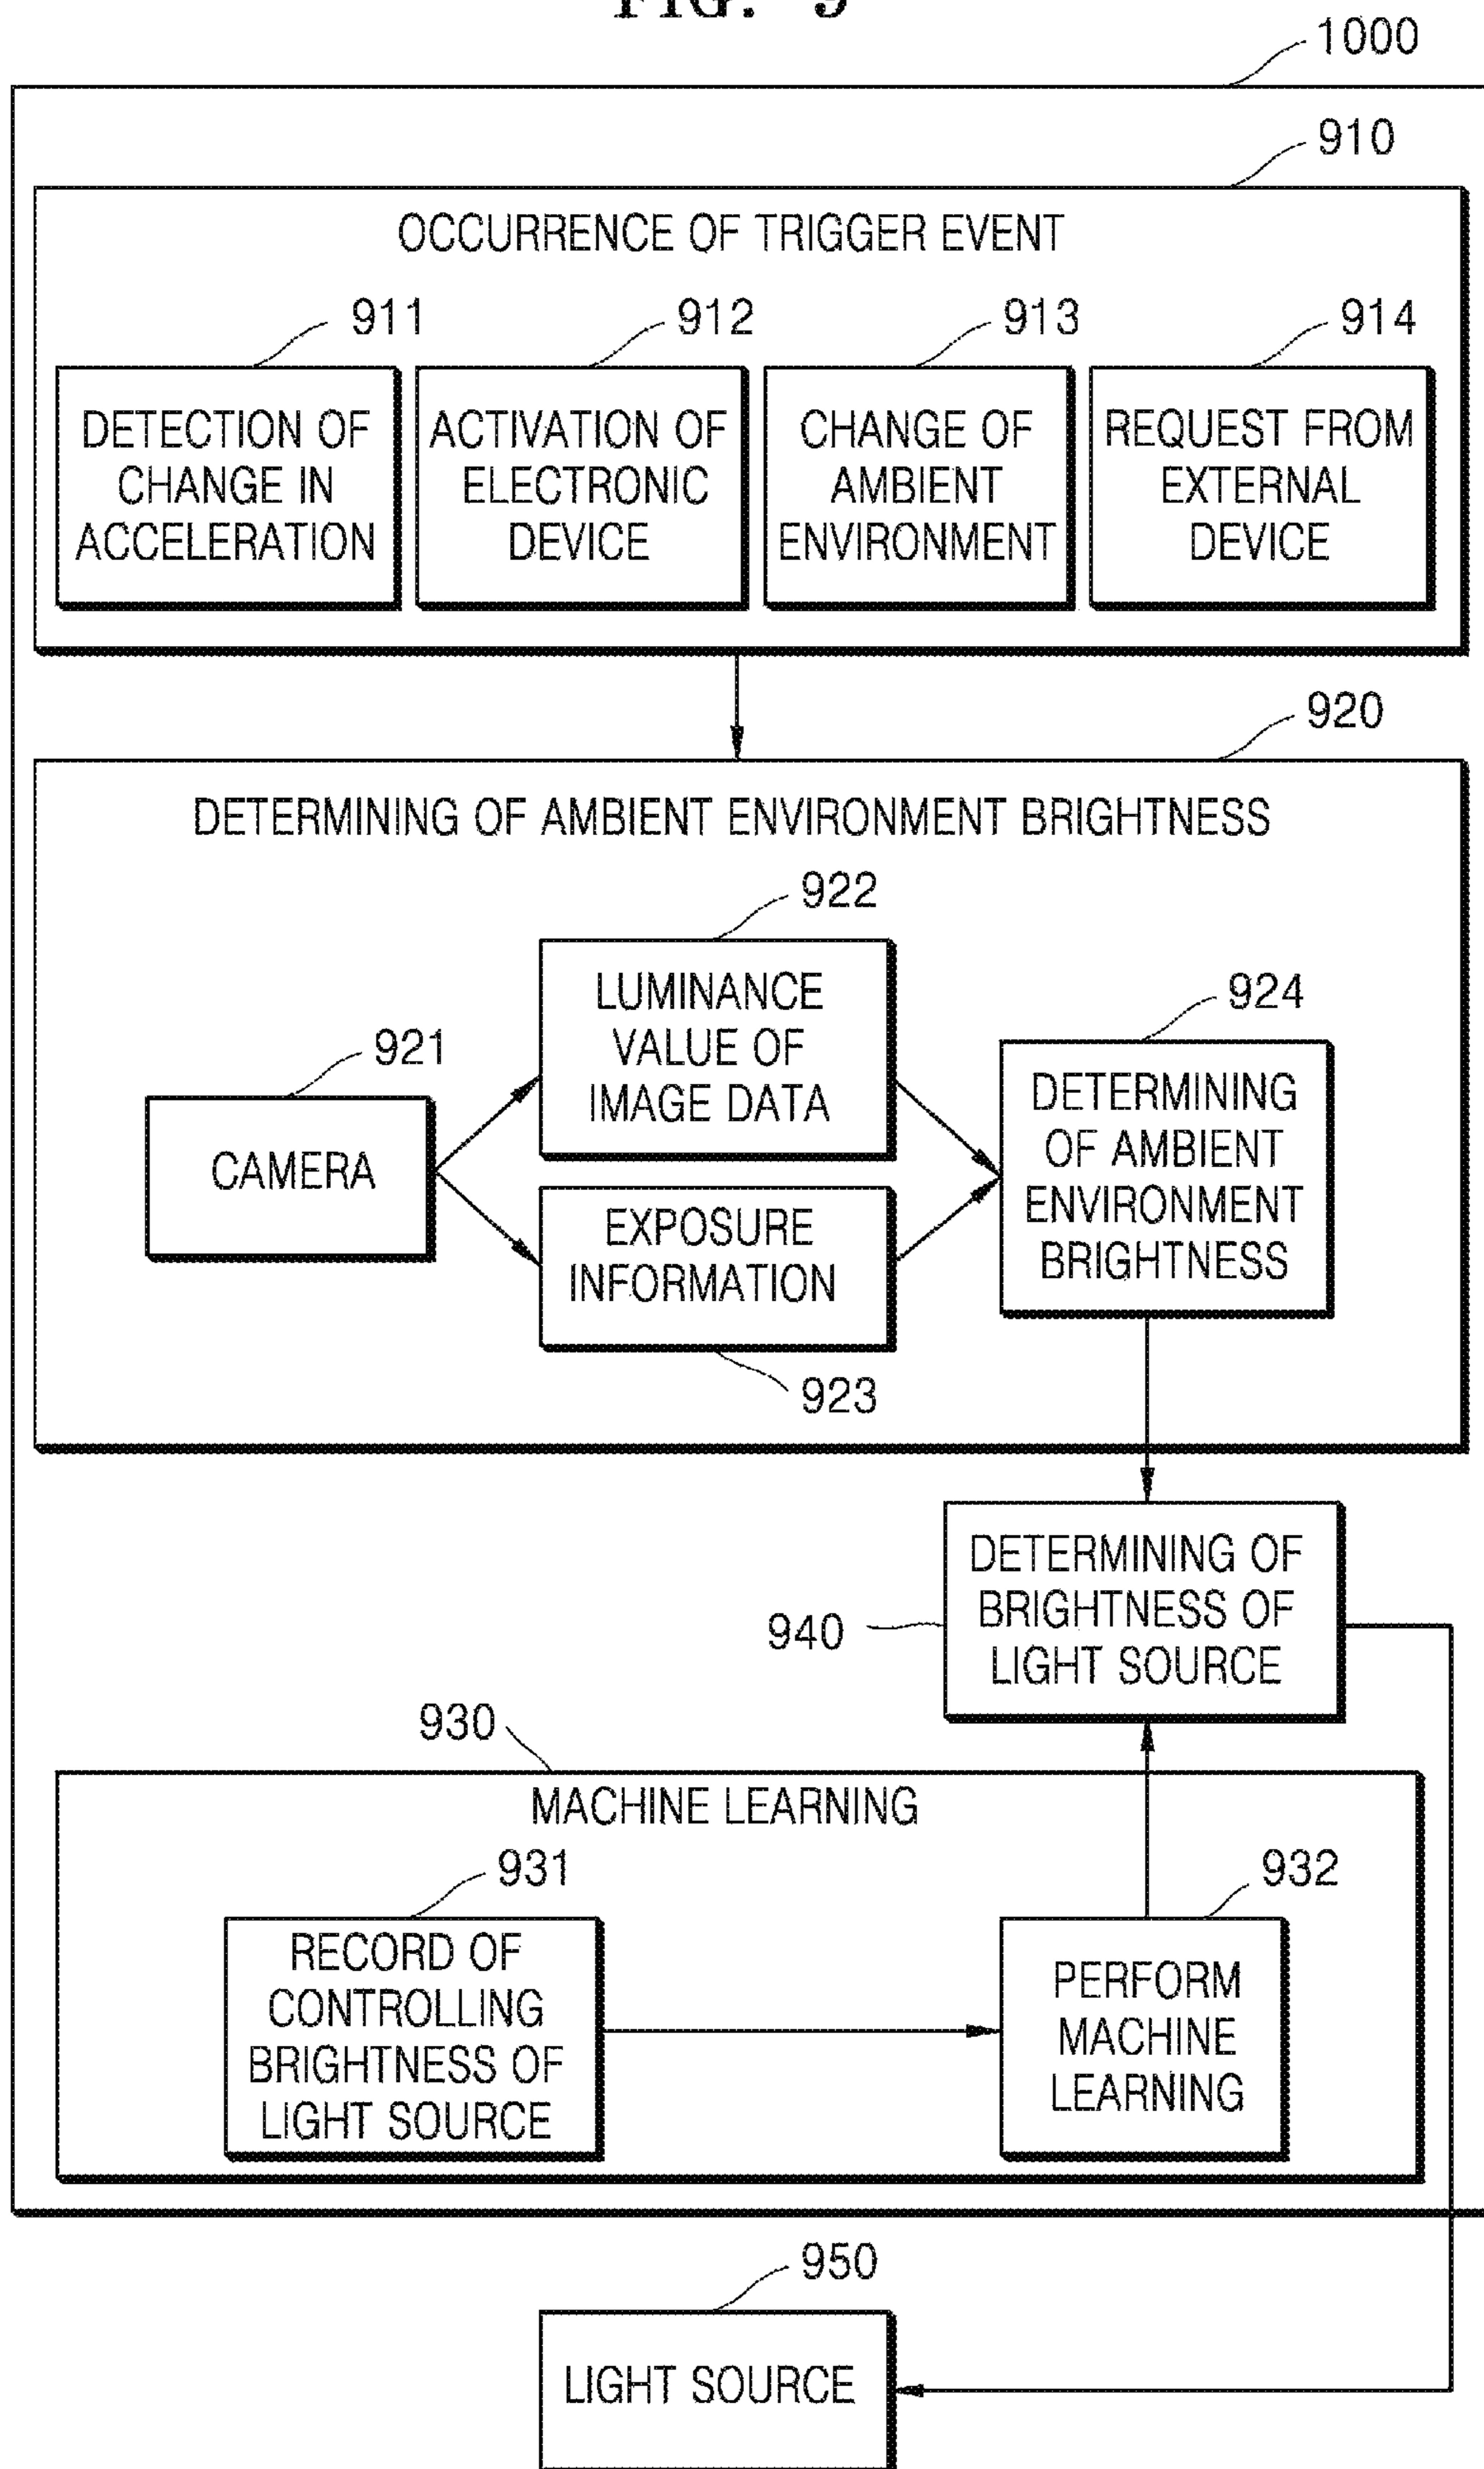 FIG. 9
1000
910
OCCURRENCE OF TRIGGER EVENT
911
912
913
914
DETECTION OF
CHANGE IN
ACCELERATION
ACTIVATION OF
ELECTRONIC
DEVICE
CHANGE OF
AMBIENT
ENVIRONMENT
REQUEST FROM
EXTERNAL
DEVICE
920
DETERMINING OF AMBIENT ENVIRONMENT BRIGHTNESS
921
CAMERA
922
LUMINANCE
VALUE OF
IMAGE DATA
EXPOSURE
INFORMATION
923
924
DETERMINING
OF AMBIENT
ENVIRONMENT
BRIGHTNESS
940
DETERMINING OF
BRIGHTNESS OF
LIGHT SOURCE
930
MACHINE LEARNING
931
RECORD OF
CONTROLLING
BRIGHTNESS OF
LIGHT SOURCE
932
PERFORM
MACHINE
LEARNING
950
LIGHT SOURCE